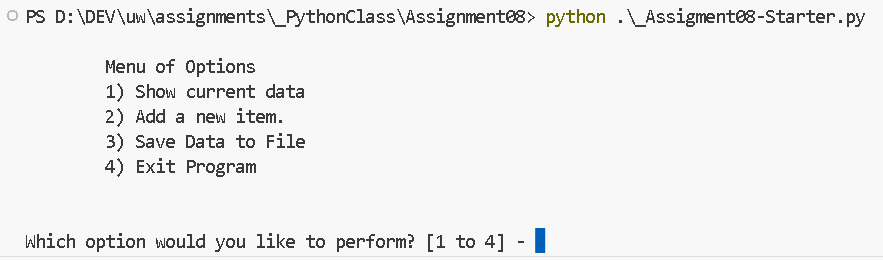 PS D:\DEV\uw\assignments\_PythonClass\Assignment08> python .\_Assigment08-Starter.py
Menu of Options
1) Show current data
2) Add a new item.
3) Save Data to File
4) Exit Program
Which option would you like to perform? [1 to 4] -